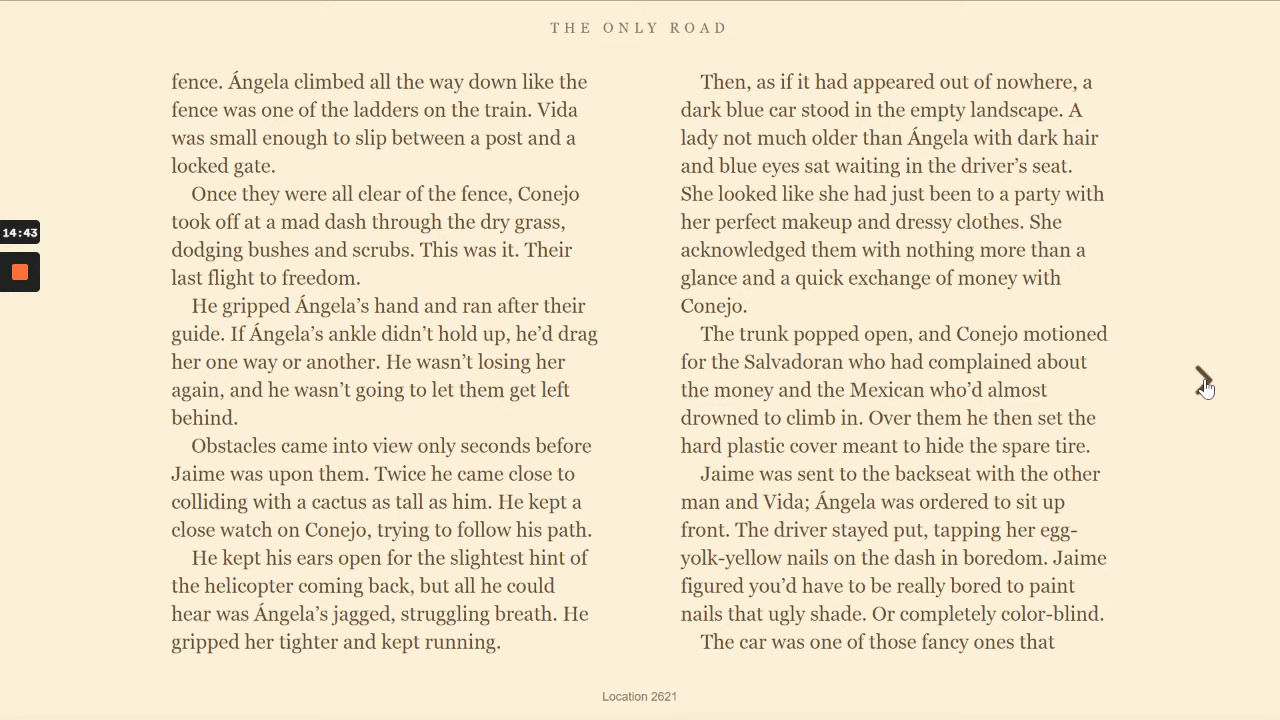 THE ONLY ROAD
fence. Ángela climbed all the way down like the
fence was one of the ladders on the train. Vida
was small enough to slip between a post and a
locked gate.
Once they were all clear of the fence, Conejo
took off at a mad dash through the dry grass,
dodging bushes and scrubs. This was it. Their
last flight to freedom.
He gripped Ángela’s hand and ran after their
guide. If Ángela’s ankle didn’t hold up, he’d drag
her one way or another. He wasn’t losing her
again, and he wasn’t going to let them get left
behind.
Obstacles came into view only seconds before
Jaime was upon them. Twice he came close to
colliding with a cactus as tall as him. He kept a
close watch on Conejo, trying to follow his path.
He kept his ears open for the slightest hint of
the helicopter coming back, but all he could
hear was Ángela’s jagged, struggling breath. He
gripped her tighter and kept running.
Then, as if it had appeared out of nowhere, a
dark blue car stood in the empty landscape. A
lady not much older than Ángela with dark hair
and blue eyes sat waiting in the driver’s seat.
She looked like she had just been to a party with
her perfect makeup and dressy clothes. She
acknowledged them with nothing more than a
glance and a quick exchange of money with
Conejo.
The trunk popped open, and Conejo motioned
for the Salvadoran who had complained about
the money and the Mexican who’d almost
drowned to climb in. Over them he then set the
hard plastic cover meant to hide the spare tire.
Jaime was sent to the backseat with the other
man and Vida; Ángela was ordered to sit up
front. The driver stayed put, tapping her egg-
yolk-yellow nails on the dash in boredom. Jaime
figured you’d have to be really bored to paint
nails that ugly shade. Or completely color-blind.
The car was one of those fancy ones that
14:43
Location 2621